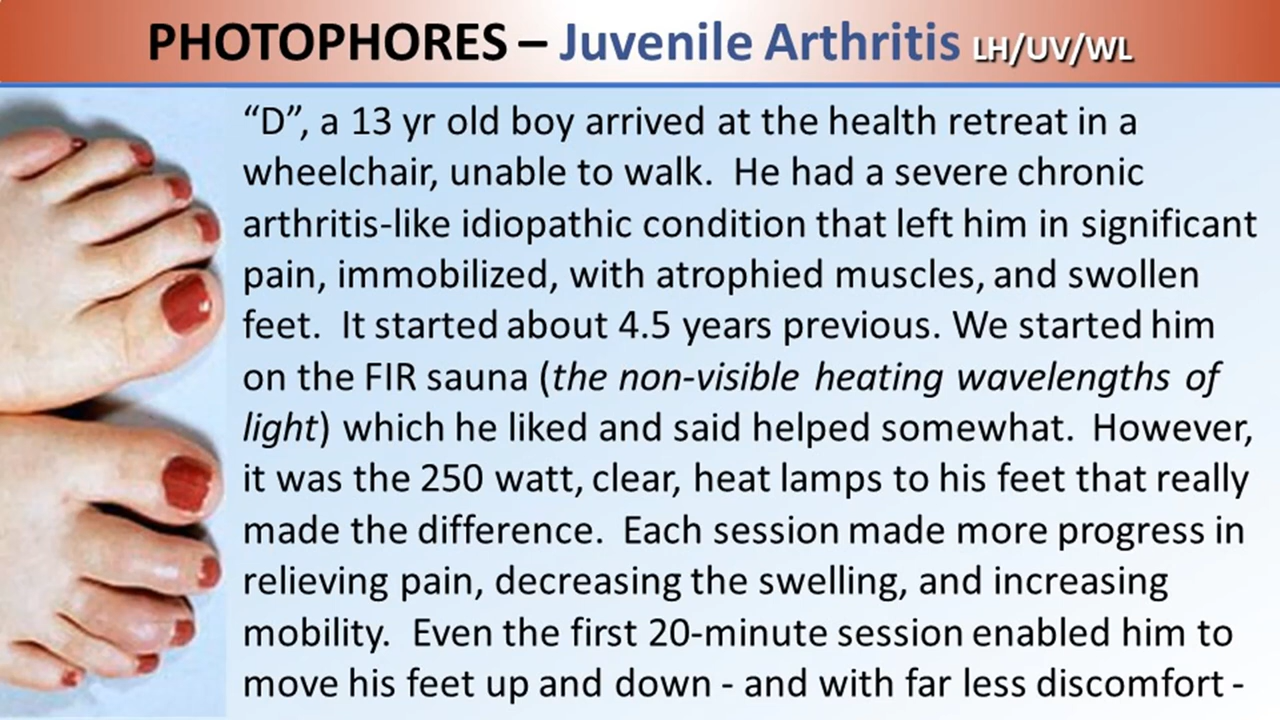 PHOTOPHORES – Juvenile Arthritis LH/UV/WL
“D”, a 13 yr old boy arrived at the health retreat in a
wheelchair, unable to walk.  He had a severe chronic
arthritis-like idiopathic condition that left him in significant
pain, immobilized, with atrophied muscles, and swollen
feet.  It started about 4.5 years previous. We started him
on the FIR sauna (the non-visible heating wavelengths of
light) which he liked and said helped somewhat.  However,
it was the 250 watt, clear, heat lamps to his feet that really
made the difference.  Each session made more progress in
relieving pain, decreasing the swelling, and increasing
mobility.  Even the first 20-minute session enabled him to
move his feet up and down - and with far less discomfort -